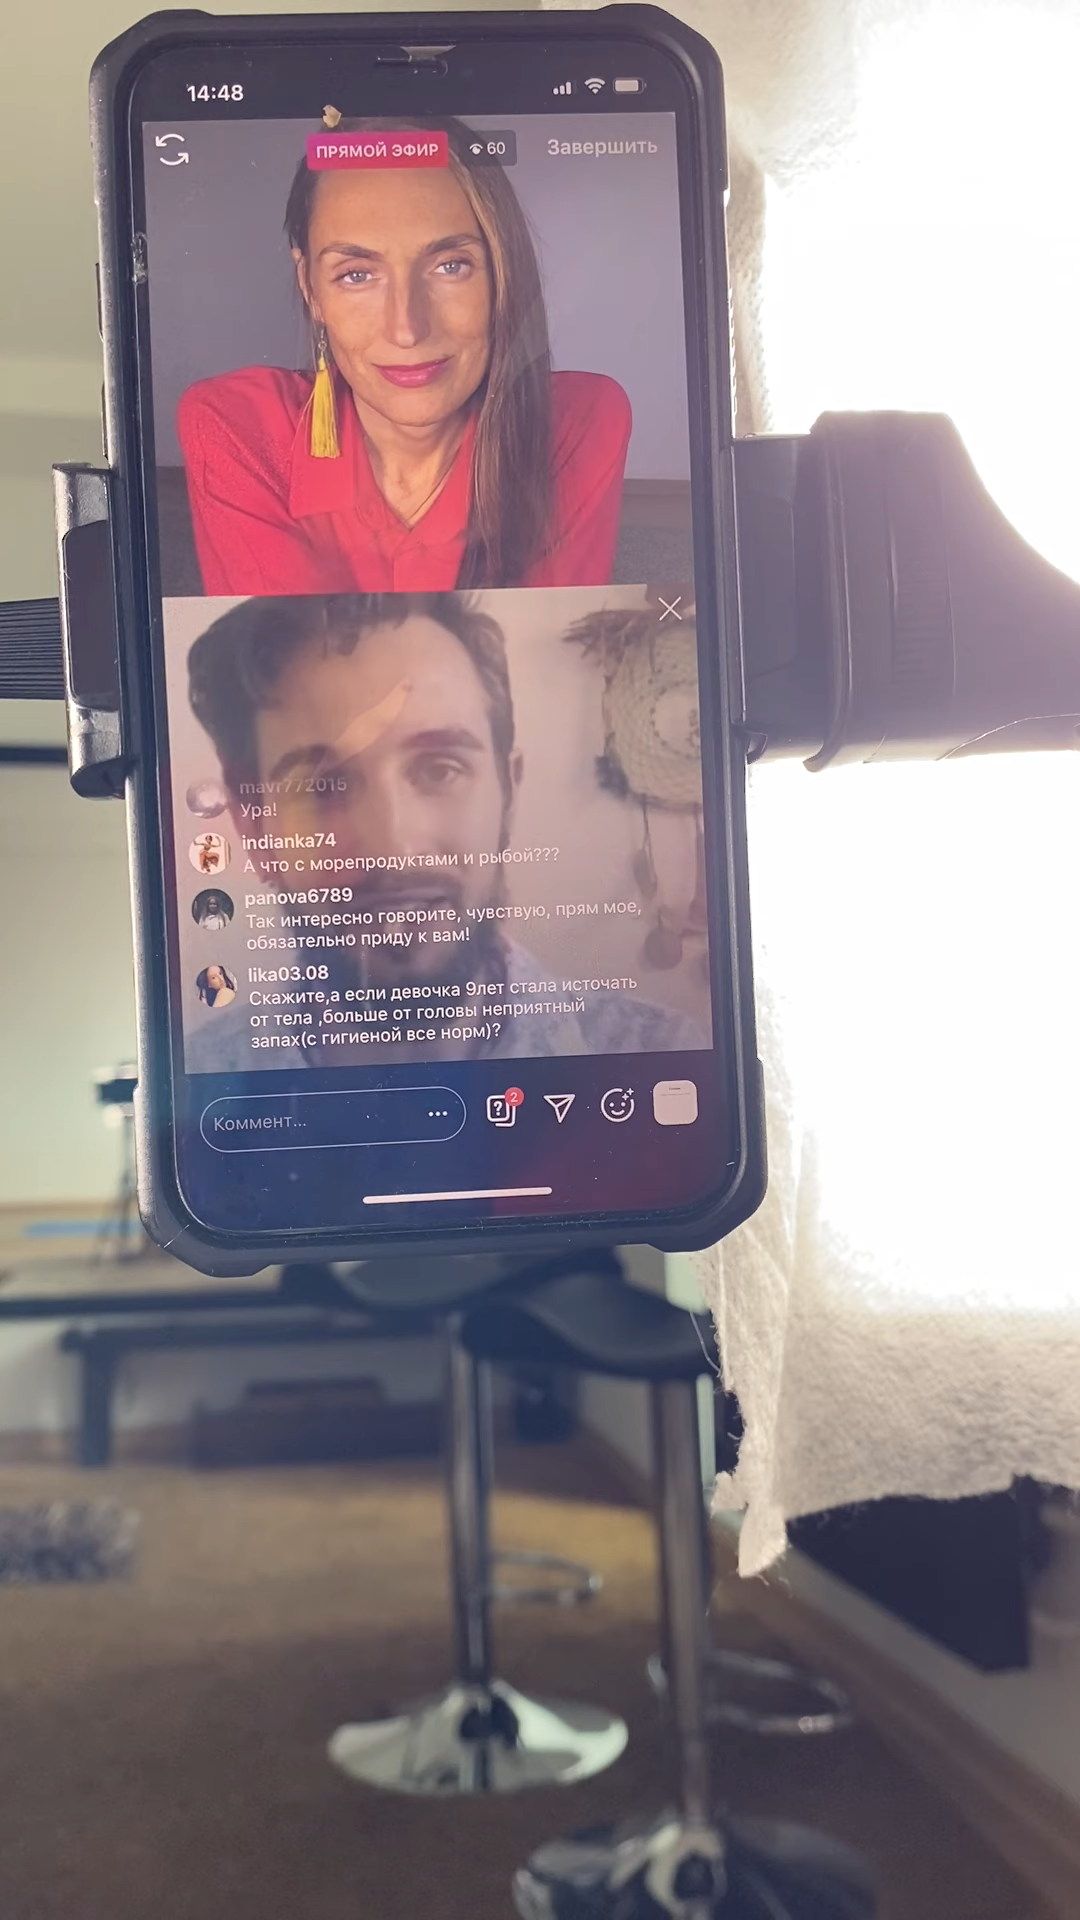 14:48
ПРЯМОЙ ЭФИР
60
Завершить
mavr772015
Ура!
indianka74
А что с морепродуктами и рыбой???
panova6789
Так интересно говорите, чувствую, прям мое,
обязательно приду к вам!
lika03.08
Скажите,а если девочка 9лет стала источать
от тела ,больше от головы неприятный
запах(с гигиеной все норм)?
Коммент...
2